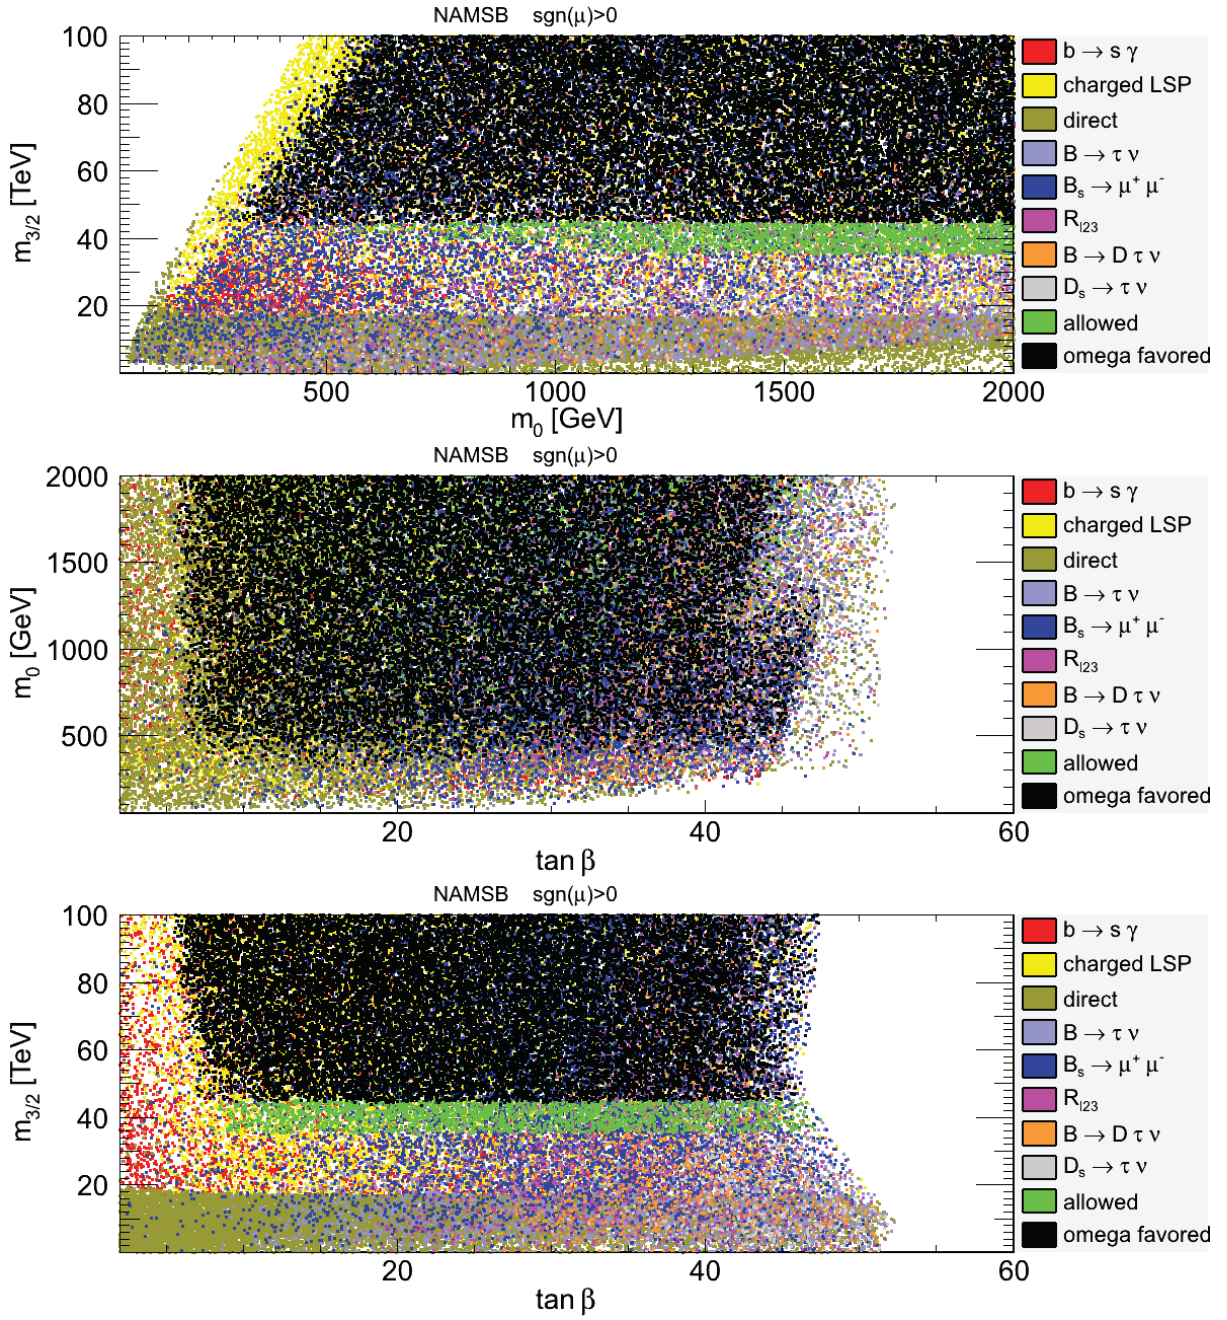 NAMSB sgn(μ)>0
m3/2 [TeV]
100
80
60
40
20
500 1000 1500 2000
m0 [GeV]
b → s γ
charged LSP
direct
B → τ ν
Bs → μ+ μ-
Rl23
B → D τ ν
Ds → τ ν
allowed
omega favored
NAMSB sgn(μ)>0
m0 [GeV]
2000
1500
1000
500
20 40 60
tan β
b → s γ
charged LSP
direct
B → τ ν
Bs → μ+ μ-
Rl23
B → D τ ν
Ds → τ ν
allowed
omega favored
NAMSB sgn(μ)>0
m3/2 [TeV]
100
80
60
40
20
20 40 60
tan β
b → s γ
charged LSP
direct
B → τ ν
Bs → μ+ μ-
Rl23
B → D τ ν
Ds → τ ν
allowed
omega favored